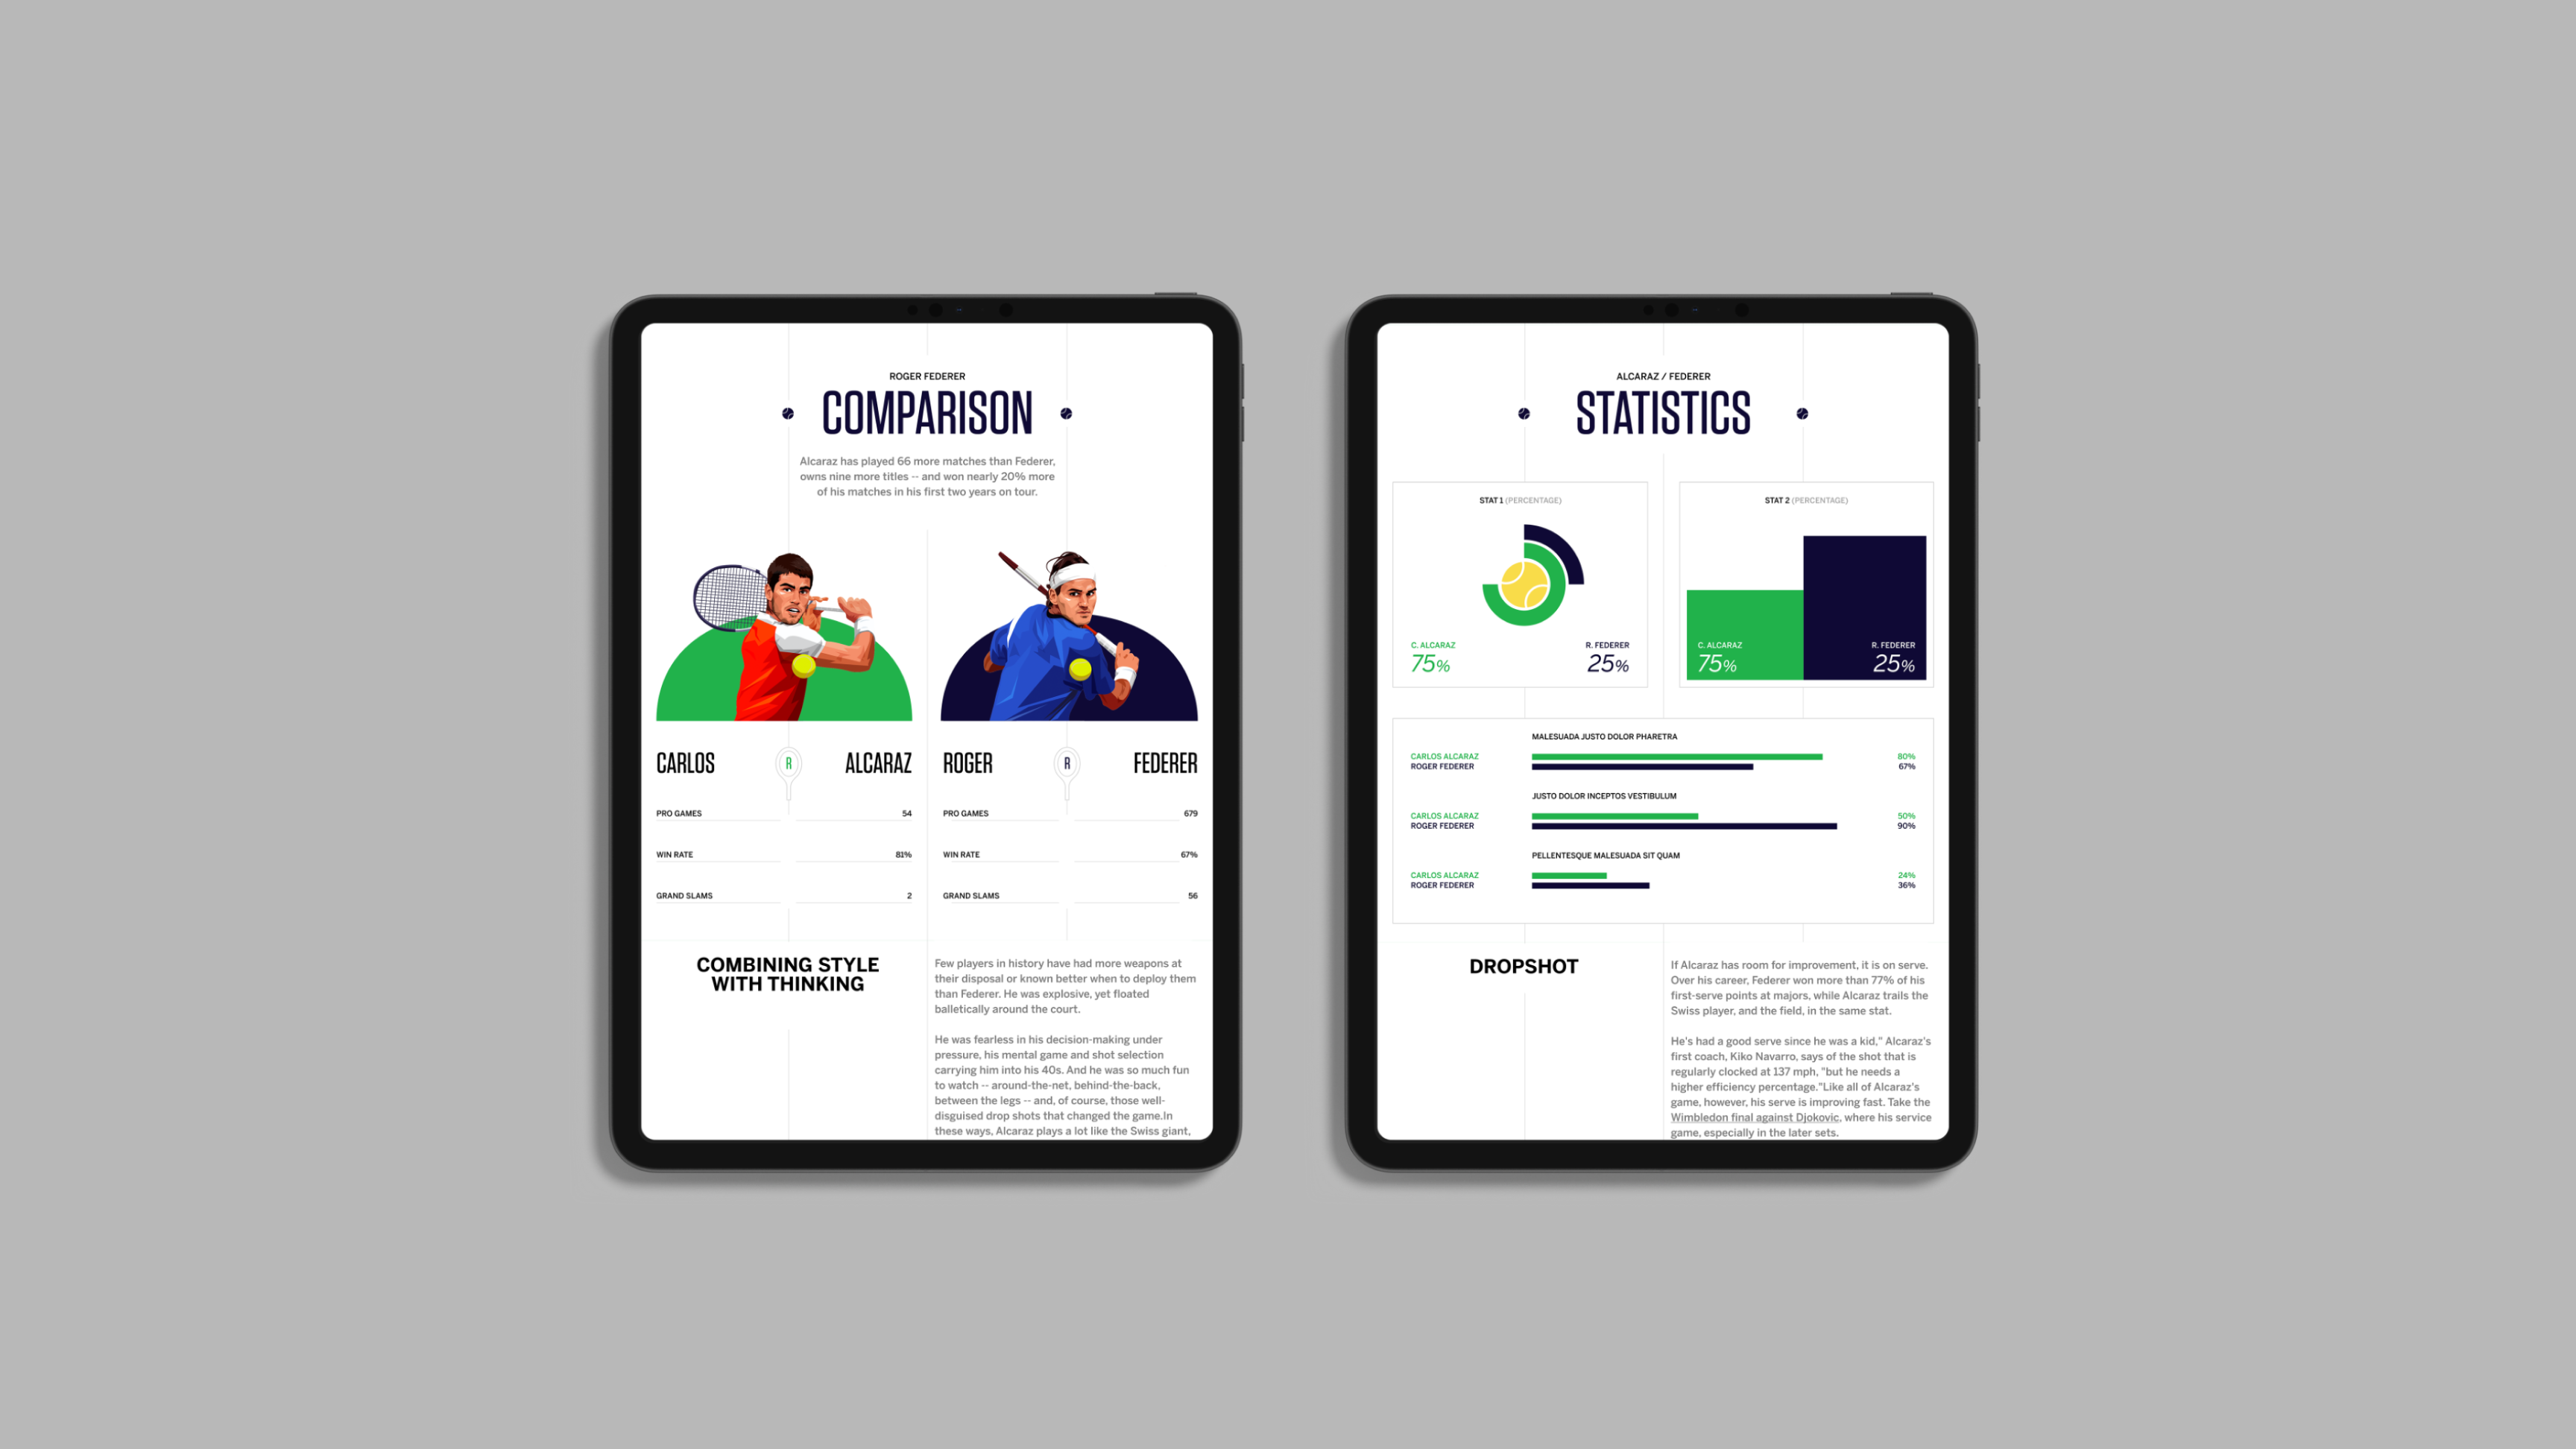 ROGER FEDERER
COMPARISON
Alcaraz has played 66 more matches than Federer,
owns nine more titles -- and won nearly 20% more
of his matches in his first two years on tour.
CARLOS R ALCARAZ
PRO GAMES 54
WIN RATE 81%
GRAND SLAMS 2
ROGER R FEDERER
PRO GAMES 679
WIN RATE 67%
GRAND SLAMS 56
COMBINING STYLE
WITH THINKING
Few players in history have had more weapons at
their disposal or known better when to deploy them
than Federer. He was explosive, yet floated
balletically around the court.
He was fearless in his decision-making under
pressure, his mental game and shot selection
carrying him into his 40s. And he was so much fun
to watch -- around-the-net, behind-the-back,
between the legs -- and, of course, those well-
disguised drop shots that changed the game.In
these ways, Alcaraz plays a lot like the Swiss giant,
ALCARAZ / FEDERER
STATISTICS
STAT 1 (PERCENTAGE)
C. ALCARAZ
75%
R. FEDERER
25%
STAT 2 (PERCENTAGE)
C. ALCARAZ
75%
R. FEDERER
25%
MALESUADA JUSTO DOLOR PHARETRA
CARLOS ALCARAZ 80%
ROGER FEDERER 67%
JUSTO DOLOR INCEPTOS VESTIBULUM
CARLOS ALCARAZ 50%
ROGER FEDERER 90%
PELLENTESQUE MALESUADA SIT QUAM
CARLOS ALCARAZ 24%
ROGER FEDERER 36%
DROPSHOT
If Alcaraz has room for improvement, it is on serve.
Over his career, Federer won more than 77% of his
first-serve points at majors, while Alcaraz trails the
Swiss player, and the field, in the same stat.
He's had a good serve since he was a kid," Alcaraz's
first coach, Kiko Navarro, says of the shot that is
regularly clocked at 137 mph, "but he needs a
higher efficiency percentage."Like all of Alcaraz's
game, however, his serve is improving fast. Take the
Wimbledon final against Djokovic, where his service
game, especially in the later sets.